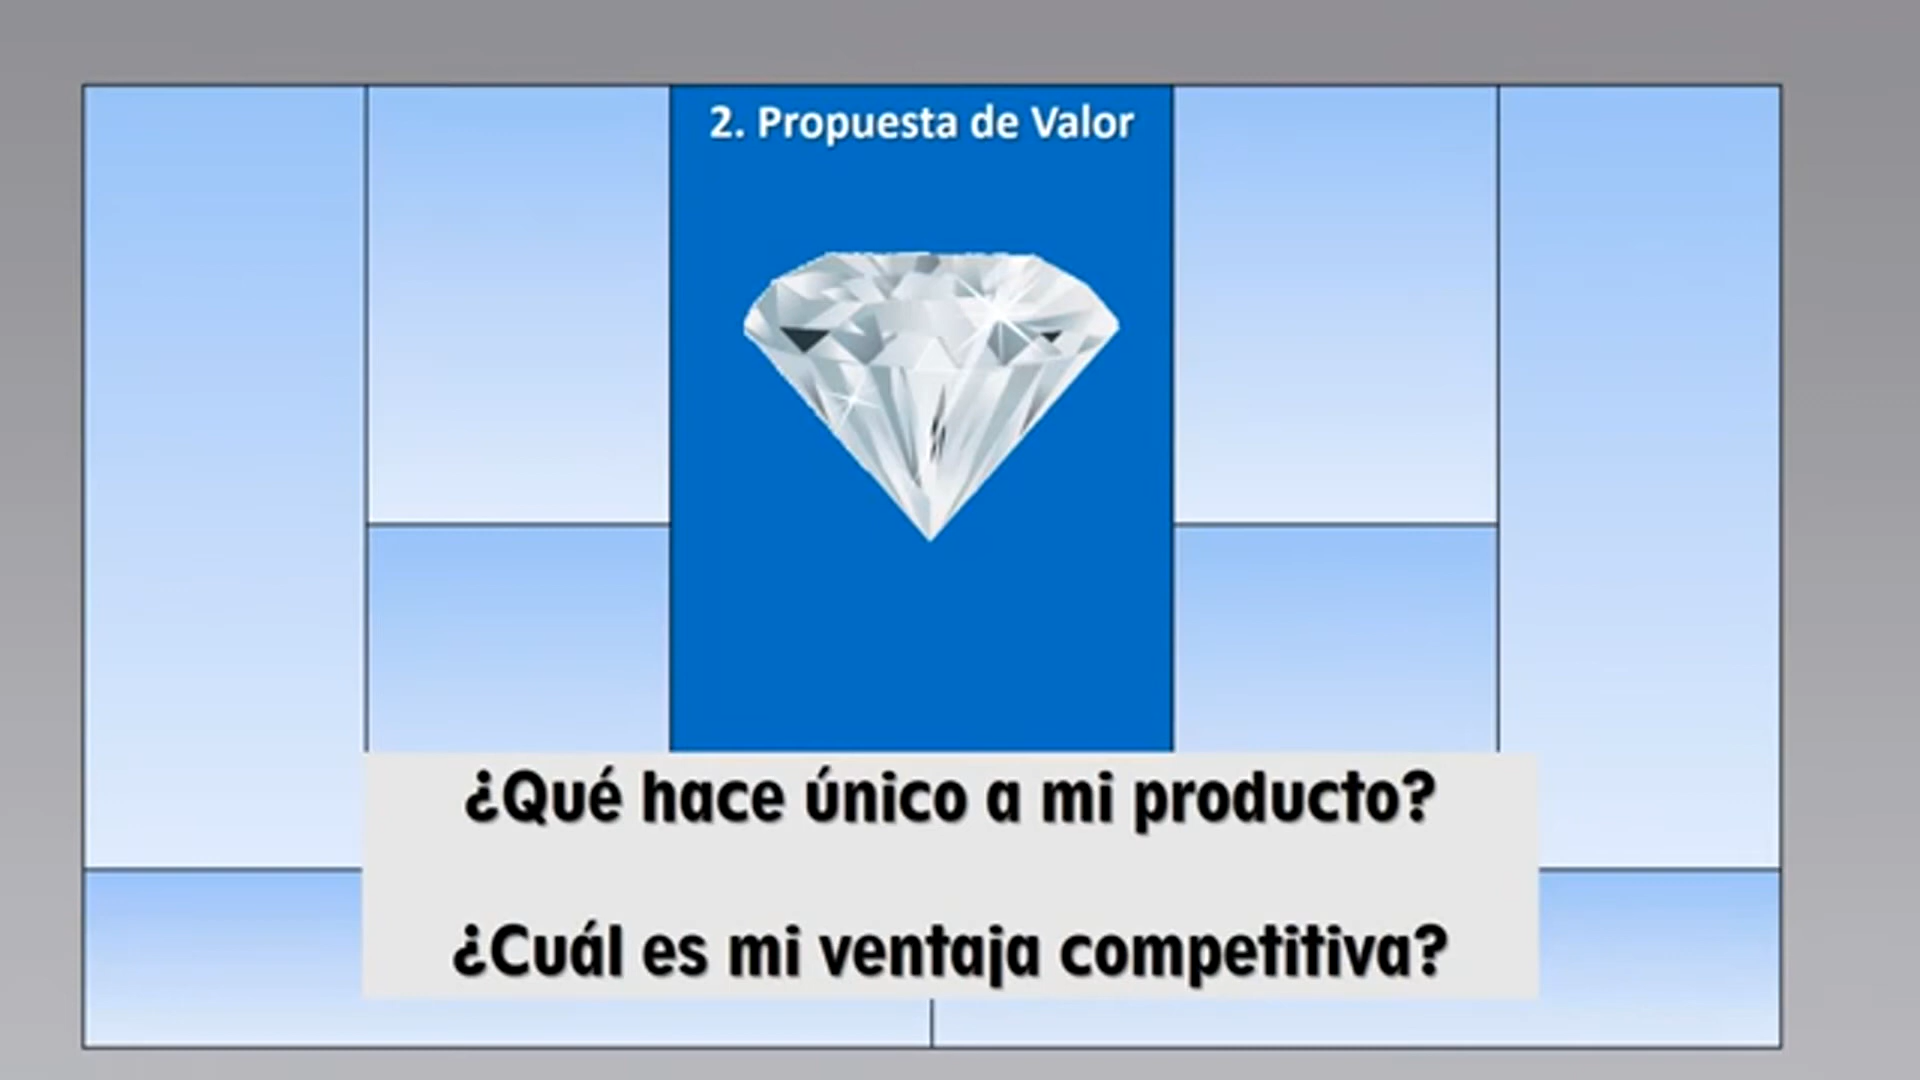 2. Propuesta de Valor
¿Qué hace único a mi producto?
¿Cuál es mi ventaja competitiva?